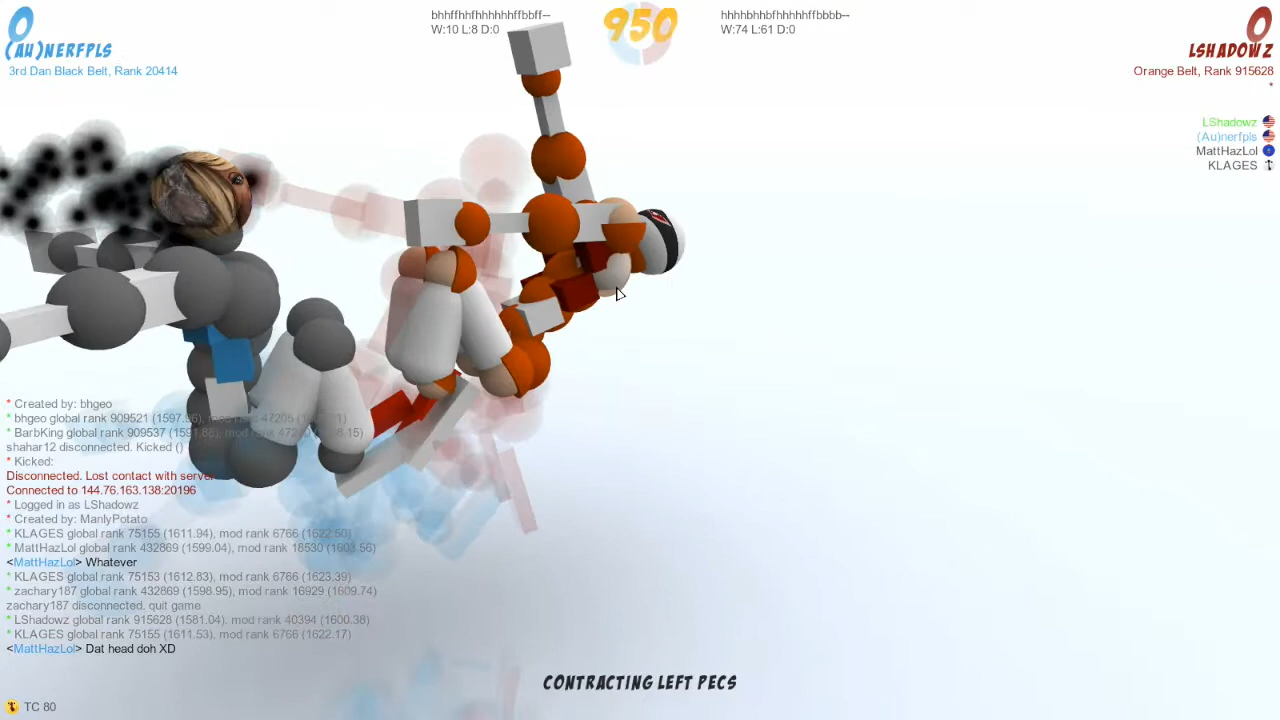 0
(AU)NERFPLS
3rd Dan Black Belt, Rank 20414
W:10 L:8 D:0
950
W:74 L:61 D:0
0
LSHADOWZ
Orange Belt, Rank 915628
*
LShadowz
(Au)nerfpls
MattHazLol
KLAGES
* Created by: bhgeo
* bhgeo global rank 909521 mod rank
* BarbKing global rank 909537 mod rank
shahar12 disconnected. Kicked ()
* Kicked:
Disconnected. Lost contact with server
Connected to 144.76.163.138:20196
* Logged in as LShadowz
* Created by: ManlyPotato
* KLAGES global rank 75155 (1611.94), mod rank 6766 (1622.50)
* MattHazLol global rank 432869 (1599.04), mod rank 18530 (1603.56)
<MattHazLol> Whatever
* KLAGES global rank 75153 (1612.83), mod rank 6766 (1623.39)
* zachary187 global rank 432869 (1598.95), mod rank 16929 (1609.74)
zachary187 disconnected. quit game
* LShadowz global rank 915628 (1581.04), mod rank 40394 (1600.38)
* KLAGES global rank 75155 (1611.53), mod rank 6766 (1622.17)
<MattHazLol> Dat head doh XD
CONTRACTING LEFT PECS
TC 80